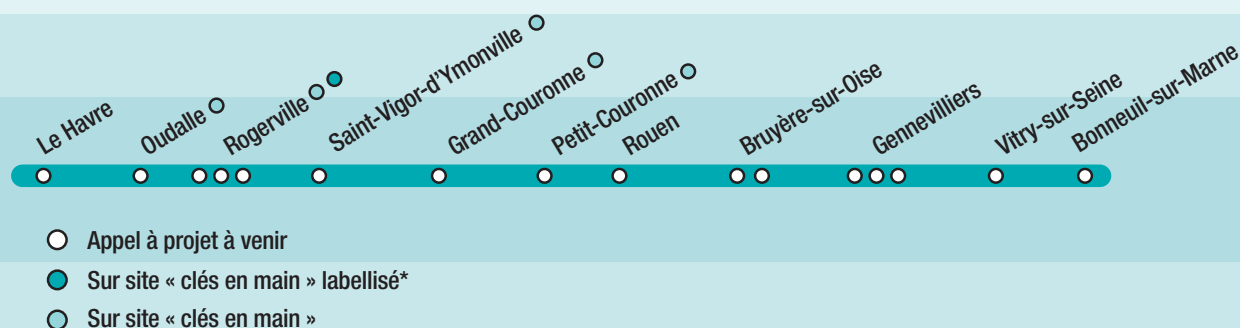 Le Havre
Oudalle
Rogerville
Saint-Vigor-d'Ymonville
Grand-Couronne
Petit-Couronne
Rouen
Bruyère-sur-Oise
Gennevilliers
Vitry-sur-Seine
Bonneuil-sur-Marne
Appel à projet à venir
Sur site « clés en main » labellisé*
Sur site « clés en main »